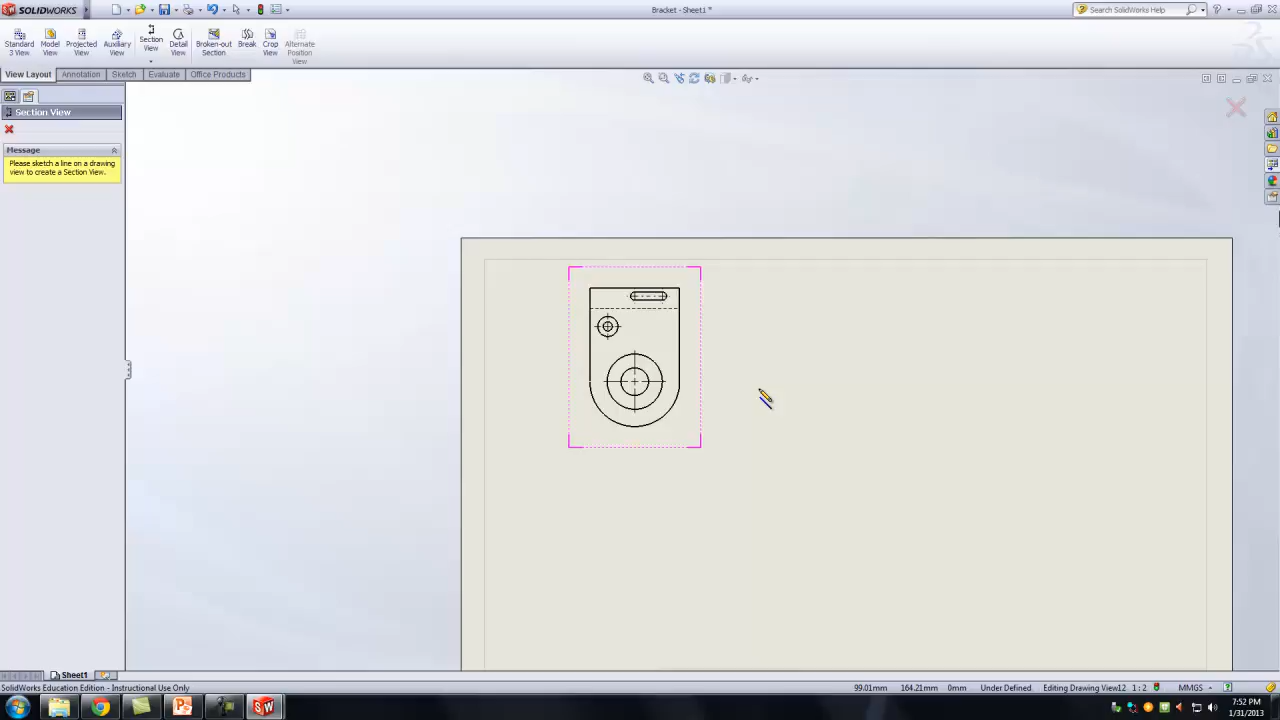 SOLIDWORKS
Bracket - Sheet1 *
Search SolidWorks Help
Standard 3 View
Model View
Projected View
Auxiliary View
Section View
Detail View
Broken-out Section
Break
Crop View
Alternate Position View
View Layout
Annotation
Sketch
Evaluate
Office Products
Section View
Message
Please sketch a line on a drawing
view to create a Section View.
Sheet1
SolidWorks Education Edition - Instructional Use Only
99.01mm
164.21mm
0mm
Under Defined
Editing Drawing View12
1 : 2
MMGS
7:52 PM
1/31/2013